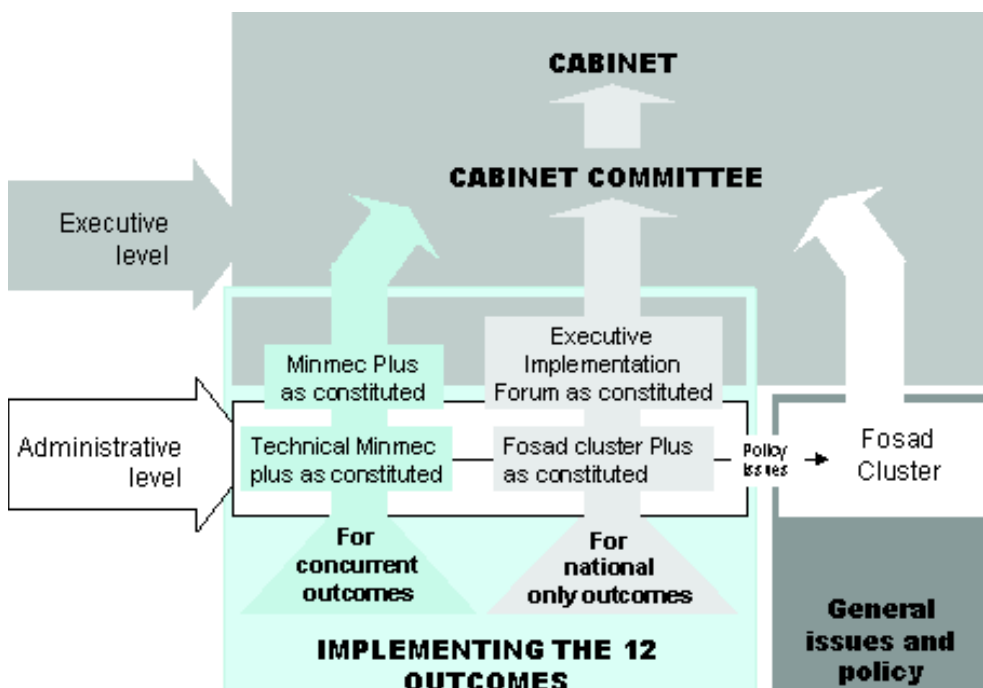 CABINET
CABINET COMMITTEE
Executive
level
Minmec Plus
as constituted
Executive
Implementation
Forum as constituted
Administrative
level
Technical Minmec
plus as constituted
Fosad cluster Plus
as constituted
Policy
issues
Fosad
Cluster
For
concurrent
outcomes
For
national
only outcomes
IMPLEMENTING THE 12
OUTCOMES
General
issues and
policy